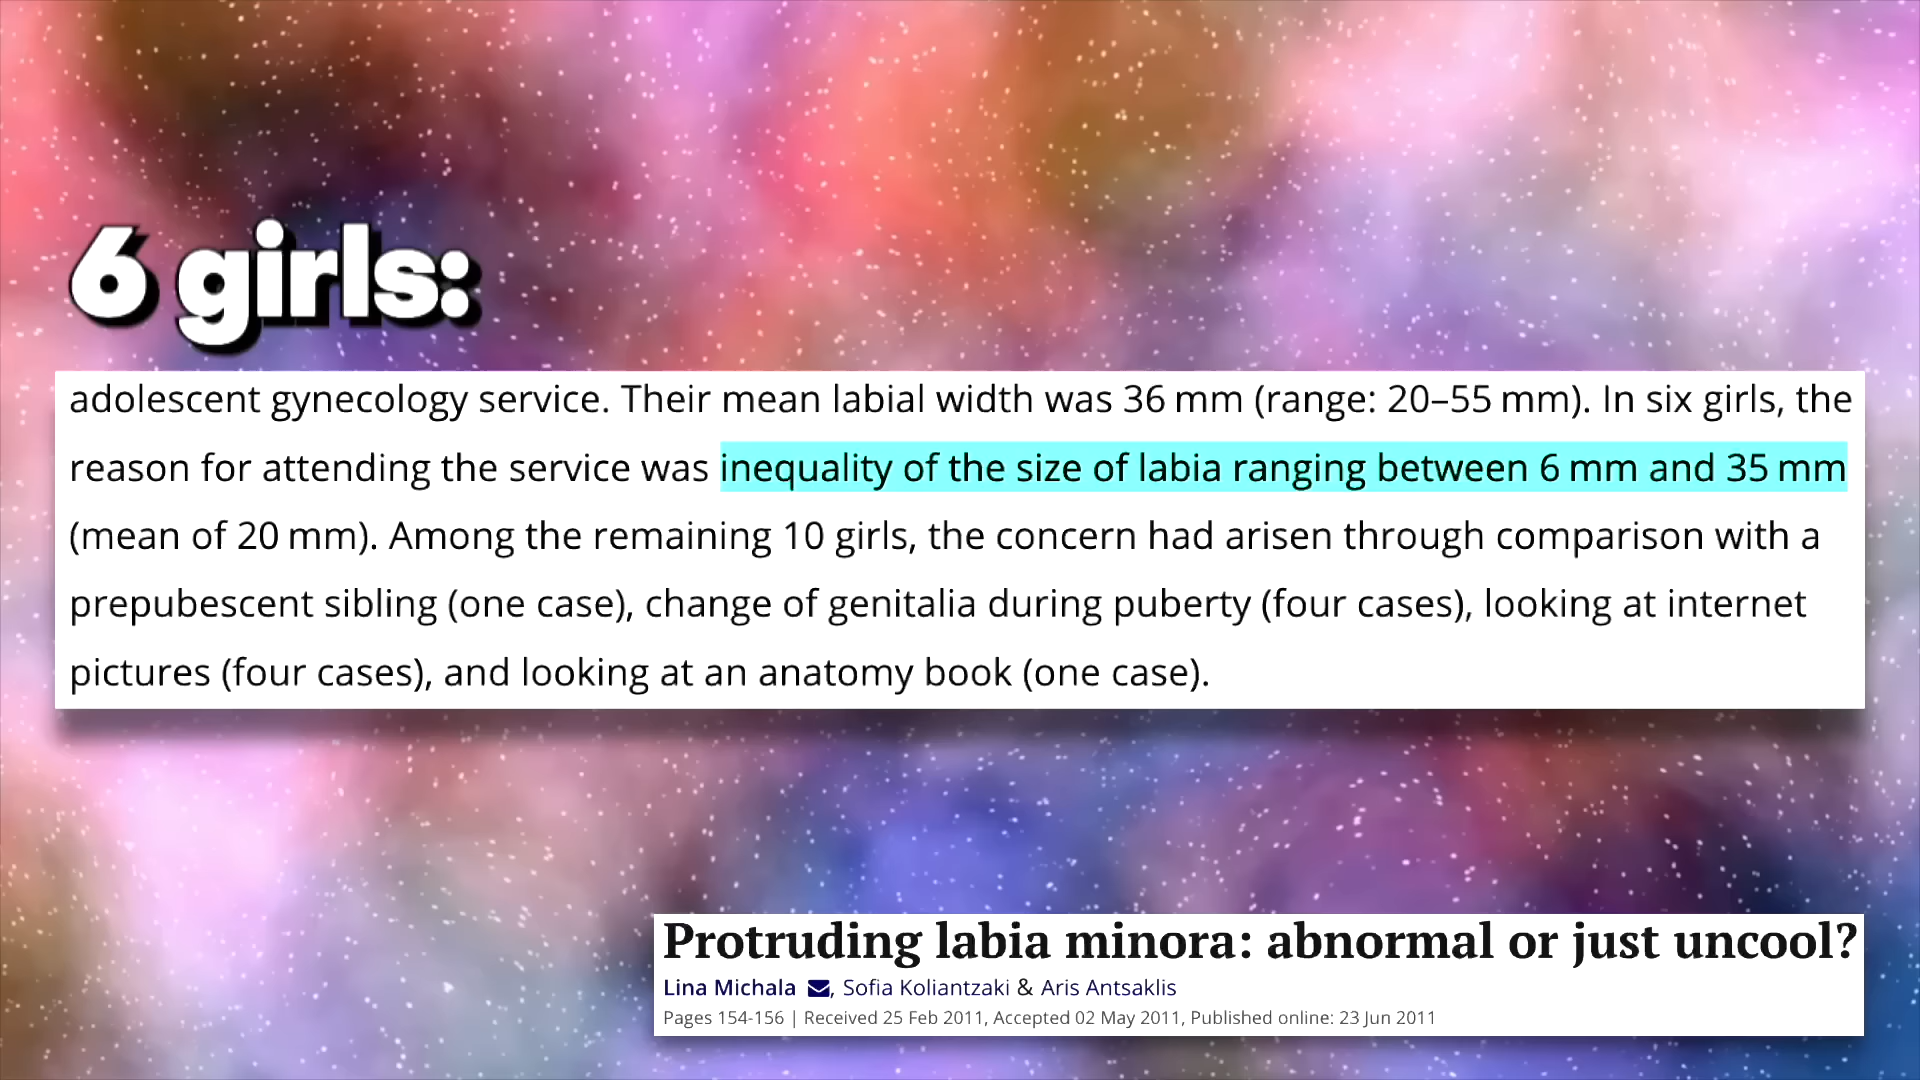 6 girls:
adolescent gynecology service. Their mean labial width was 36 mm (range: 20–55 mm). In six girls, the
reason for attending the service was inequality of the size of labia ranging between 6 mm and 35 mm
(mean of 20 mm). Among the remaining 10 girls, the concern had arisen through comparison with a
prepubescent sibling (one case), change of genitalia during puberty (four cases), looking at internet
pictures (four cases), and looking at an anatomy book (one case).
Protruding labia minora: abnormal or just uncool?
Lina Michala , Sofia Koliantzaki & Aris Antsaklis
Pages 154-156 | Received 25 Feb 2011, Accepted 02 May 2011, Published online: 23 Jun 2011